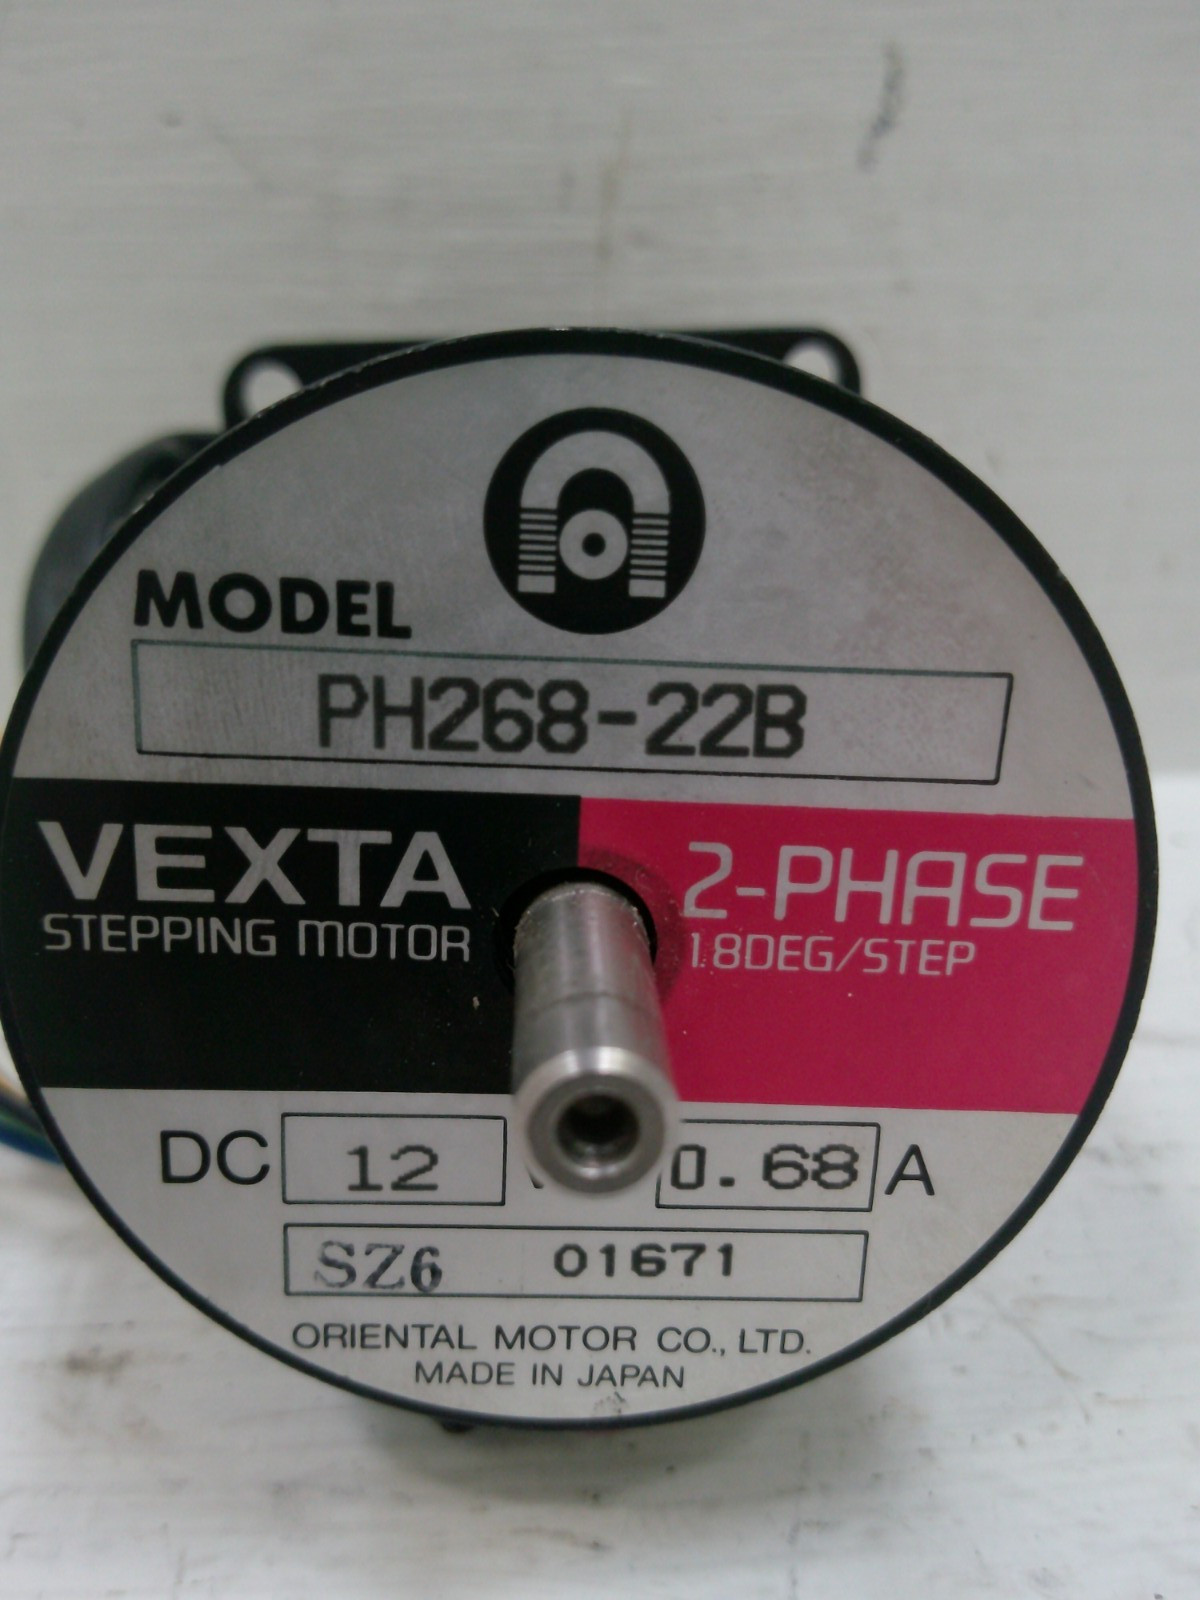 MODEL
PH268-22B
VEXTA
STEPPING MOTOR
2-PHASE
1.8DEG/STEP
DC 12 0.68 A
SZ6 01671
ORIENTAL MOTOR CO., LTD.
MADE IN JAPAN